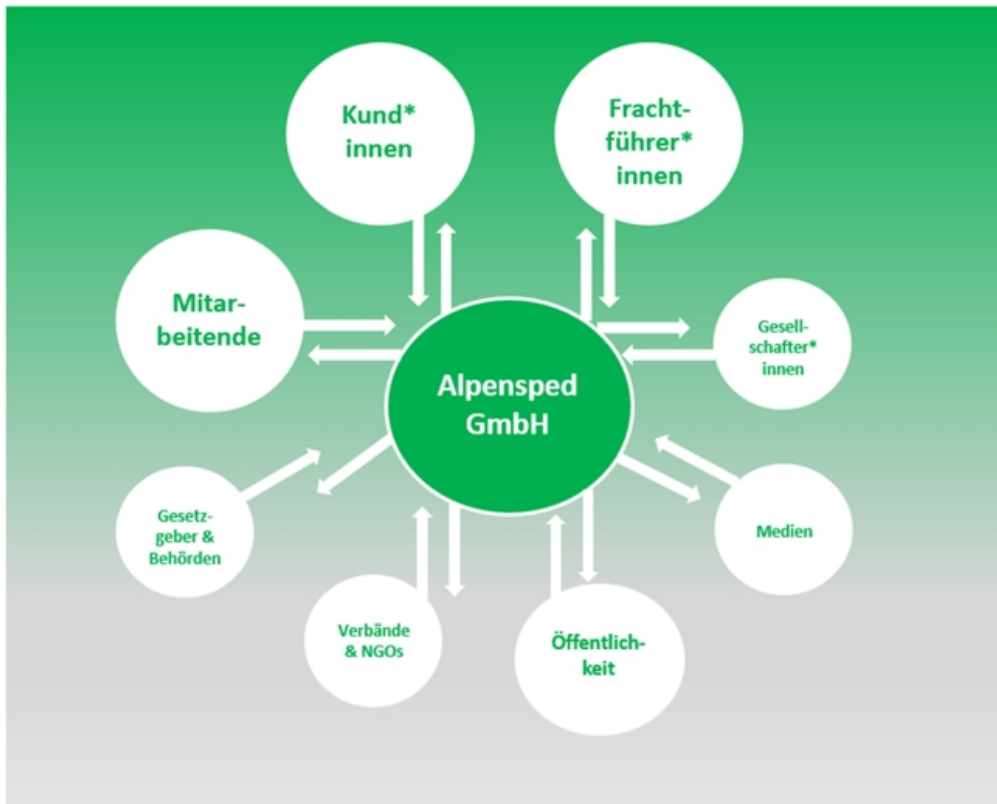 Kund*
innen
Fracht-
führer*
innen
Mitar-
beitende
Gesell-
schafter*
innen
Alpensped
GmbH
Gesetz-
geber &
Behörden
Medien
Verbände
& NGOs
Öffentlich-
keit